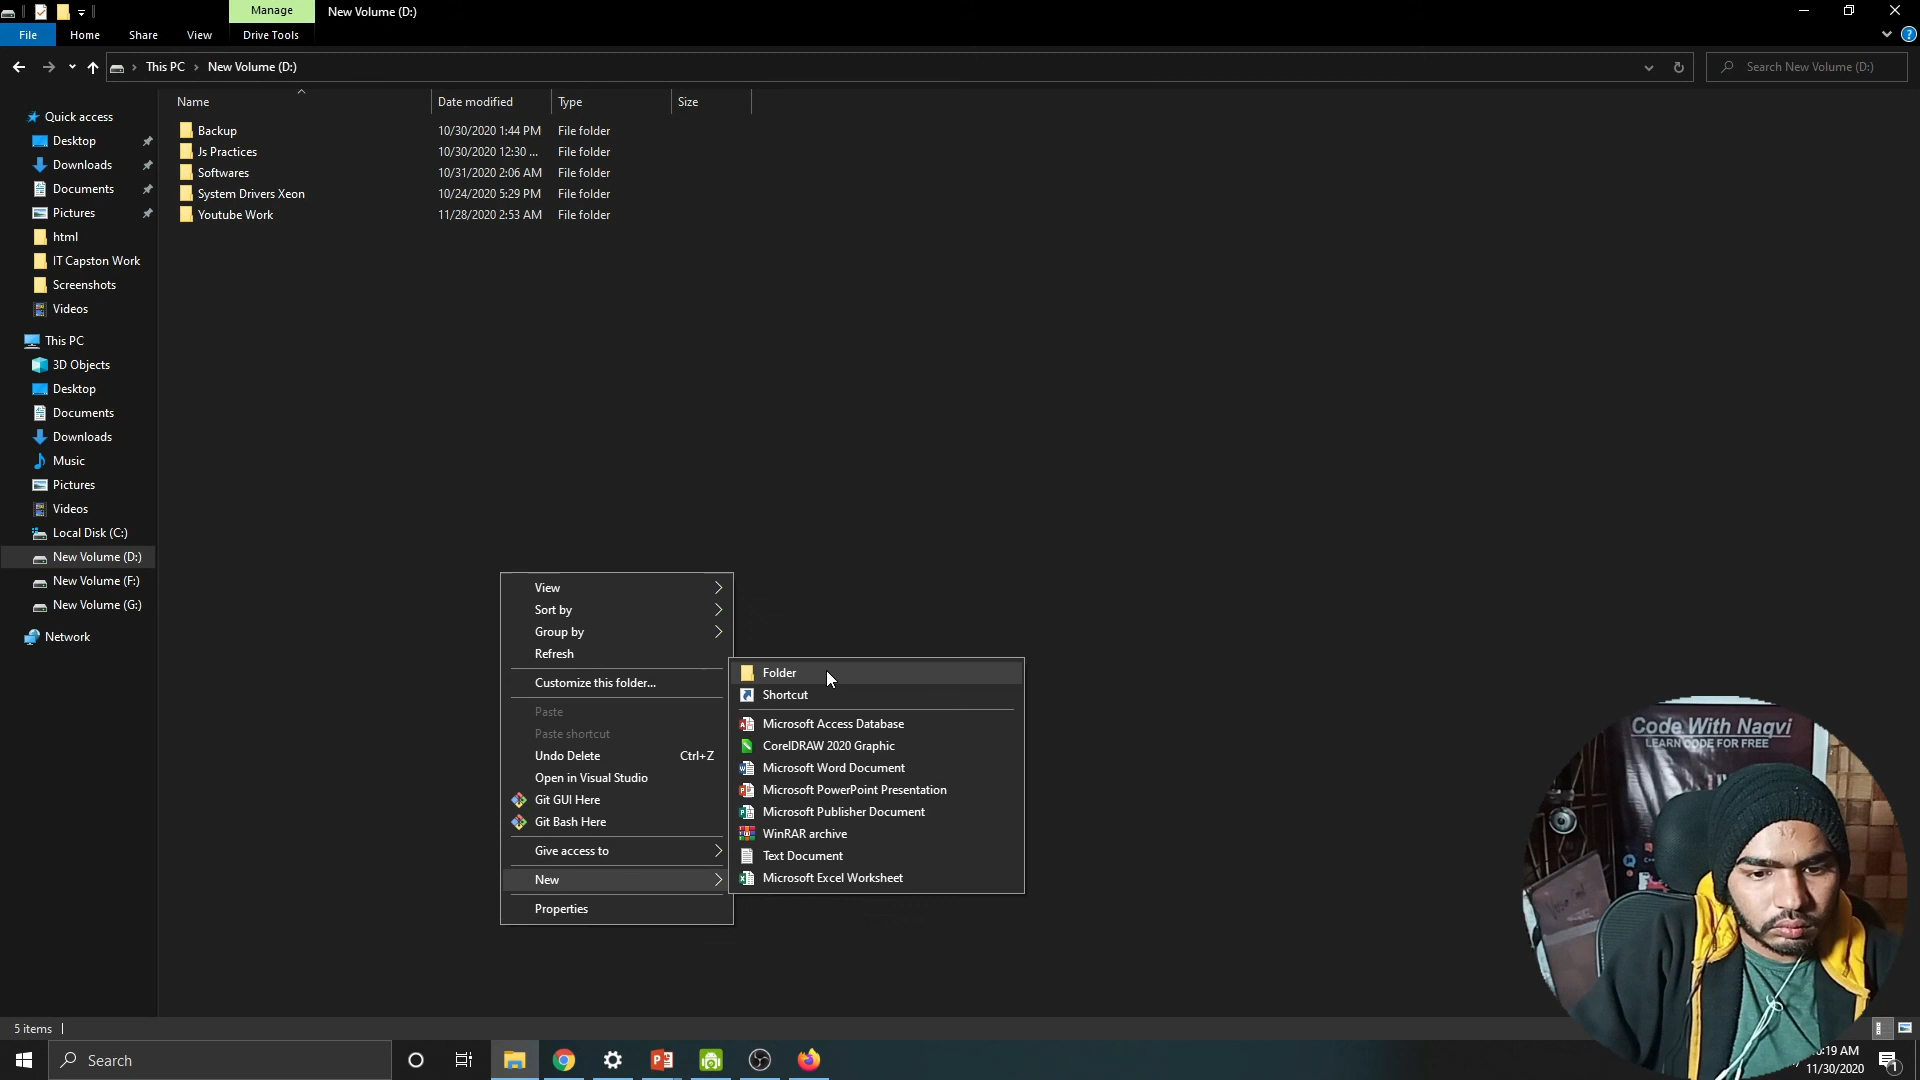 Manage
New Volume (D:)
File
Home
Share
View
Drive Tools
This PC
New Volume (D:)
Search New Volume (D:)
Name
Date modified
Type
Size
Backup 10/30/2020 1:44 PM File folder
Js Practices 10/30/2020 12:30 ... File folder
Softwares 10/31/2020 2:06 AM File folder
System Drivers Xeon 10/24/2020 5:29 PM File folder
Youtube Work 11/28/2020 2:53 AM File folder
Quick access
Desktop
Downloads
Documents
Pictures
html
IT Capston Work
Screenshots
Videos
This PC
3D Objects
Desktop
Documents
Downloads
Music
Pictures
Videos
Local Disk (C:)
New Volume (D:)
New Volume (F:)
New Volume (G:)
Network
View
Sort by
Group by
Refresh
Customize this folder...
Paste
Paste shortcut
Undo Delete Ctrl+Z
Open in Visual Studio
Git GUI Here
Git Bash Here
Give access to
New
Properties
Folder
Shortcut
Microsoft Access Database
CorelDRAW 2020 Graphic
Microsoft Word Document
Microsoft PowerPoint Presentation
Microsoft Publisher Document
WinRAR archive
Text Document
Microsoft Excel Worksheet
Code With Naqvi
LEARN CODE FOR FREE
5 items
Search
:19 AM
11/30/2020
1